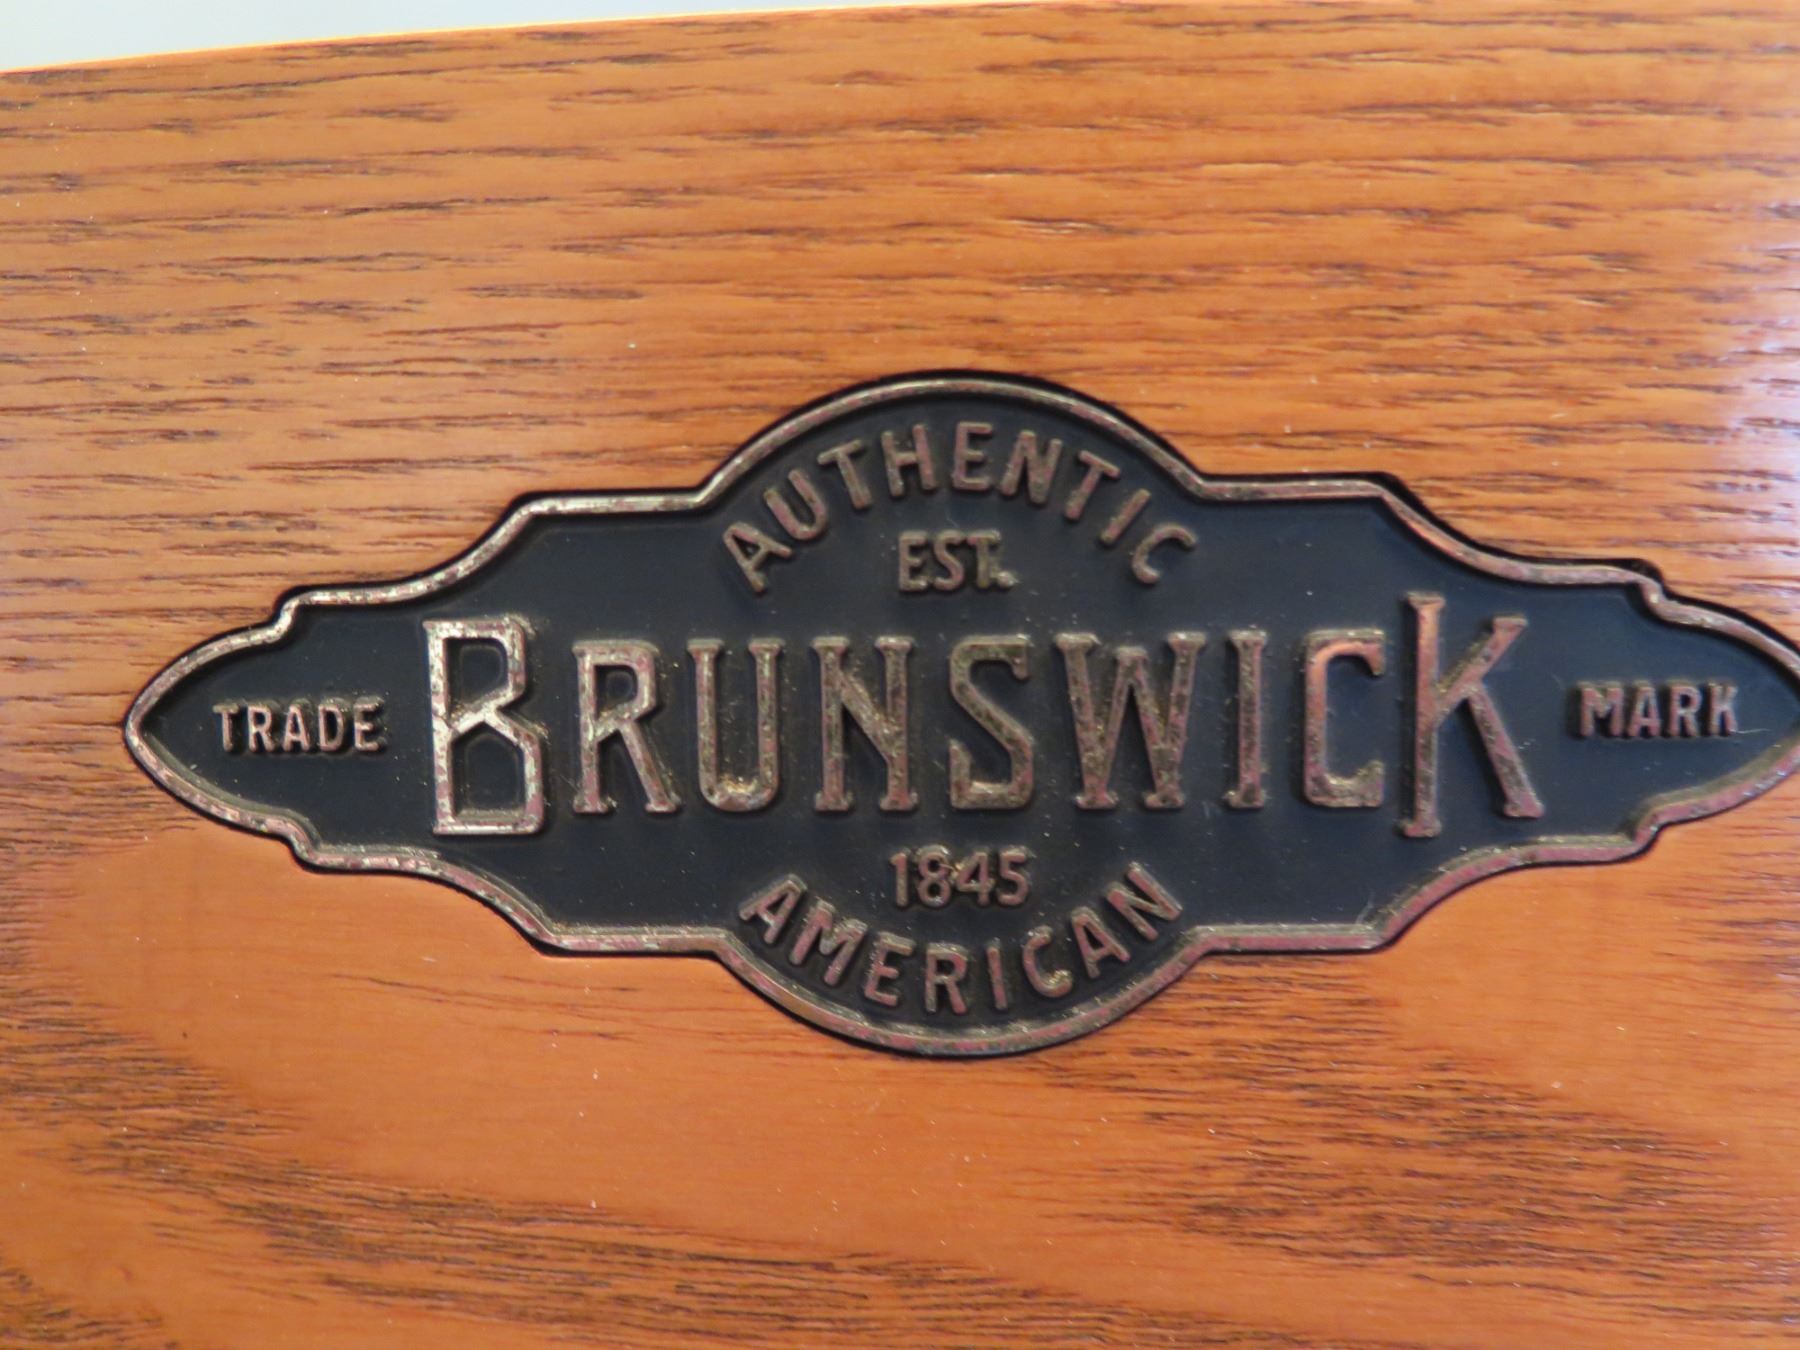 AUTHENTIC
EST.
TRADE BRUNSWICK MARK
1845
AMERICAN